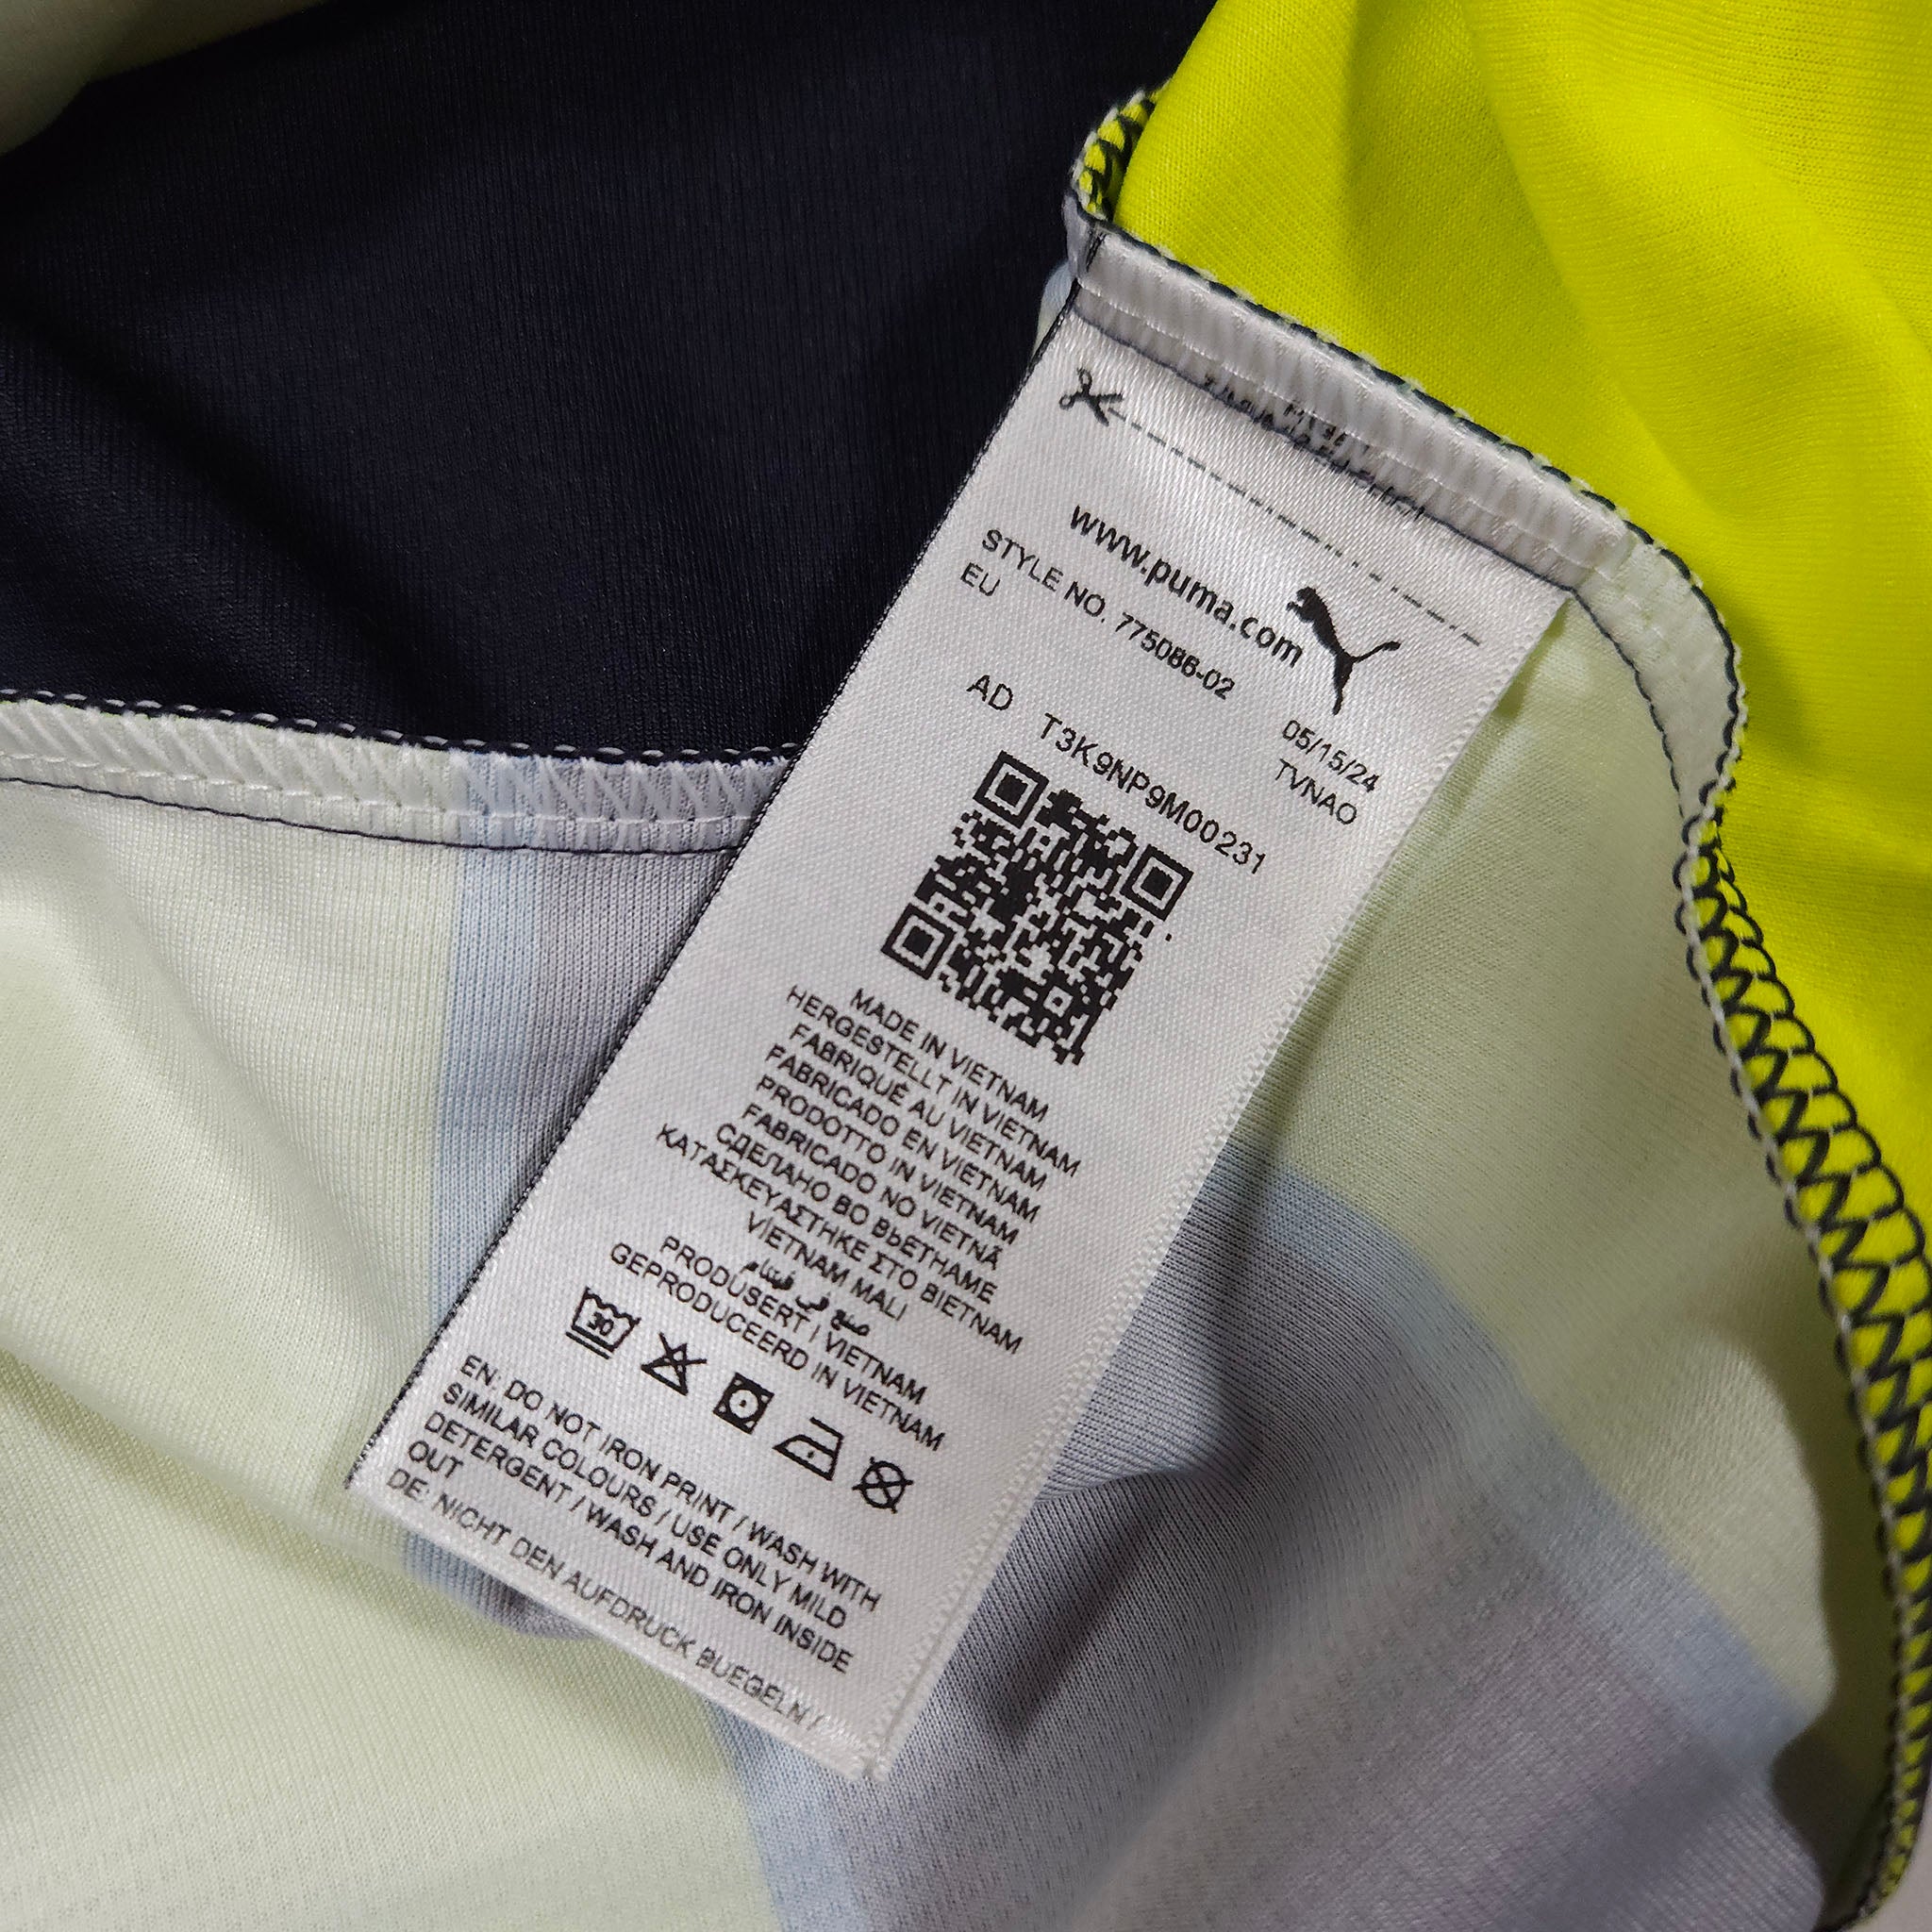 www.puma.com
STYLE NO. 775086-02
EU
05/15/24
TVNAO
AD T3K9NP9M00231
MADE IN VIETNAM
HERGESTELLT IN VIETNAM
FABRIQUÉ AU VIETNAM
FABRICADO EN VIETNAM
PRODOTTO IN VIETNAM
FABRICADO NO VIETNÃ
СДЕЛАНО ВО ВЬЕТНАМЕ
ΚΑΤΑΣΚΕΥΑΣΤΗΚΕ ΣΤΟ ΒΙΕΤΝΑΜ
VİETNAM MALI
صنع في فيتنام
PRODUSERT I VIETNAM
GEPRODUCEERD IN VIETNAM
30
EN: DO NOT IRON PRINT / WASH WITH
SIMILAR COLOURS / USE ONLY MILD
DETERGENT / WASH AND IRON INSIDE
OUT
DE: NICHT DEN AUFDRUCK BUEGELN /